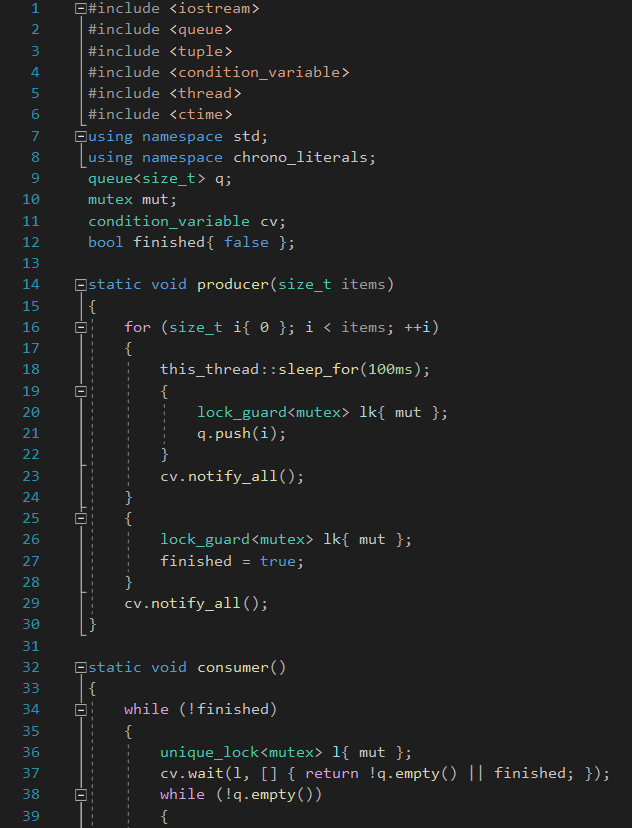 1 #include <iostream>
2 #include <queue>
3 #include <tuple>
4 #include <condition_variable>
5 #include <thread>
6 #include <ctime>
7 using namespace std;
8 using namespace chrono_literals;
9 queue<size_t> q;
10 mutex mut;
11 condition_variable cv;
12 bool finished{ false };
13
14 static void producer(size_t items)
15 {
16 for (size_t i{ 0 }; i < items; ++i)
17 {
18 this_thread::sleep_for(100ms);
19 {
20 lock_guard<mutex> lk{ mut };
21 q.push(i);
22 }
23 cv.notify_all();
24 }
25 {
26 lock_guard<mutex> lk{ mut };
27 finished = true;
28 }
29 cv.notify_all();
30 }
31
32 static void consumer()
33 {
34 while (!finished)
35 {
36 unique_lock<mutex> l{ mut };
37 cv.wait(l, [] { return !q.empty() || finished; });
38 while (!q.empty())
39 {